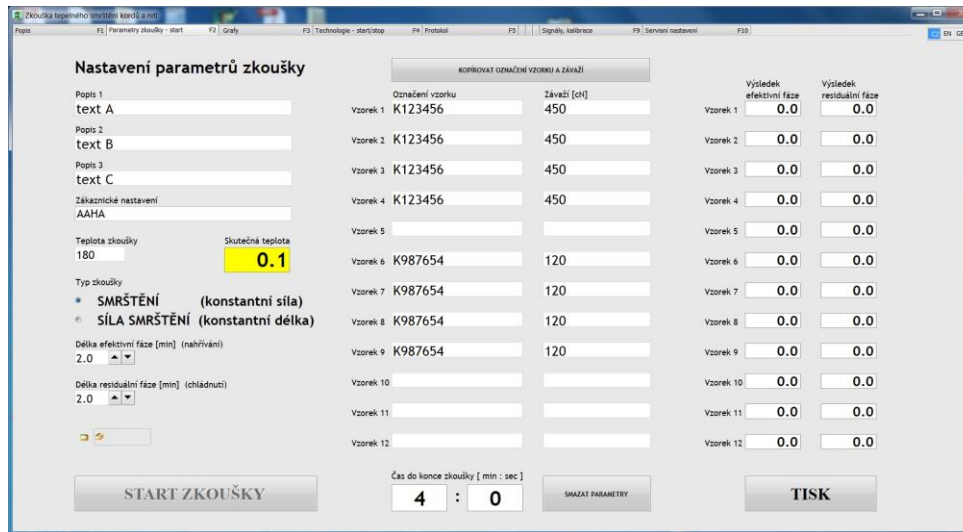 Zkouška tepelného smrštění kordů a nití
Popis F1 Parametry zkoušky - start F2 Grafy F3 Technologie - start/stop F4 Protokol F5 Signály, kalibrace F9 Servisní nastavení F10 CZ EN GE
Nastavení parametrů zkoušky
KOPÍROVAT OZNAČENÍ VZORKU A ZÁVAŽÍ
Popis 1
text A
Popis 2
text B
Popis 3
text C
Zákaznické nastavení
AAHA
Teplota zkoušky
180
Skutečná teplota
0.1
Typ zkoušky
SMRŠTĚNÍ (konstantní síla)
SÍLA SMRŠTĚNÍ (konstantní délka)
Délka efektivní fáze [min] (nahřívání)
2.0
Délka residuální fáze [min] (chládnutí)
2.0
Označení vzorku Závaží [cN]
Vzorek 1 K123456 450
Vzorek 2 K123456 450
Vzorek 3 K123456 450
Vzorek 4 K123456 450
Vzorek 5
Vzorek 6 K987654 120
Vzorek 7 K987654 120
Vzorek 8 K987654 120
Vzorek 9 K987654 120
Vzorek 10
Vzorek 11
Vzorek 12
Výsledek Výsledek
efektivní fáze residuální fáze
Vzorek 1 0.0 0.0
Vzorek 2 0.0 0.0
Vzorek 3 0.0 0.0
Vzorek 4 0.0 0.0
Vzorek 5 0.0 0.0
Vzorek 6 0.0 0.0
Vzorek 7 0.0 0.0
Vzorek 8 0.0 0.0
Vzorek 9 0.0 0.0
Vzorek 10 0.0 0.0
Vzorek 11 0.0 0.0
Vzorek 12 0.0 0.0
START ZKOUŠKY
Čas do konce zkoušky [ min : sec ]
4 : 0
SMAZAT PARAMETRY
TISK